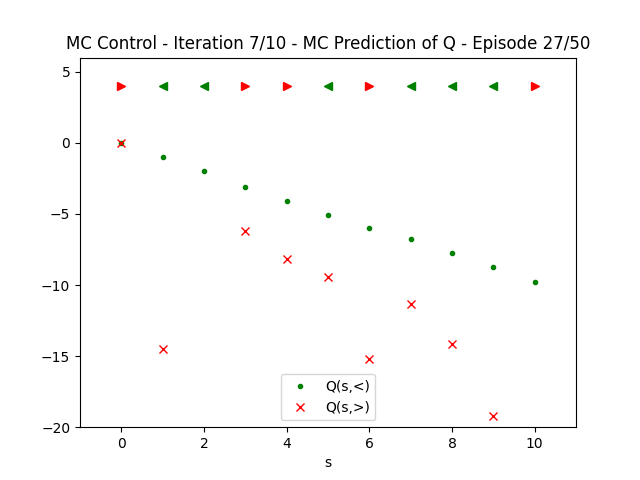 MC Control - Iteration 7/10 - MC Prediction of Q - Episode 27/50
5
0
−5
−10
−15
−20
Q(s,<)
Q(s,>)
0 2 4 6 8 10
s